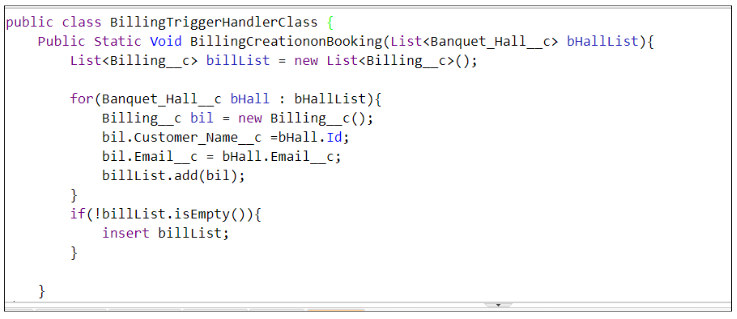 public class BillingTriggerHandlerClass {
Public Static Void BillingCreationonBooking(List<Banquet_Hall__c> bHallList){
List<Billing__c> billList = new List<Billing__c>();
for(Banquet_Hall__c bHall : bHallList){
Billing__c bil = new Billing__c();
bil.Customer_Name__c =bHall.Id;
bil.Email__c = bHall.Email__c;
billList.add(bil);
}
if(!billList.isEmpty()){
insert billList;
}
}